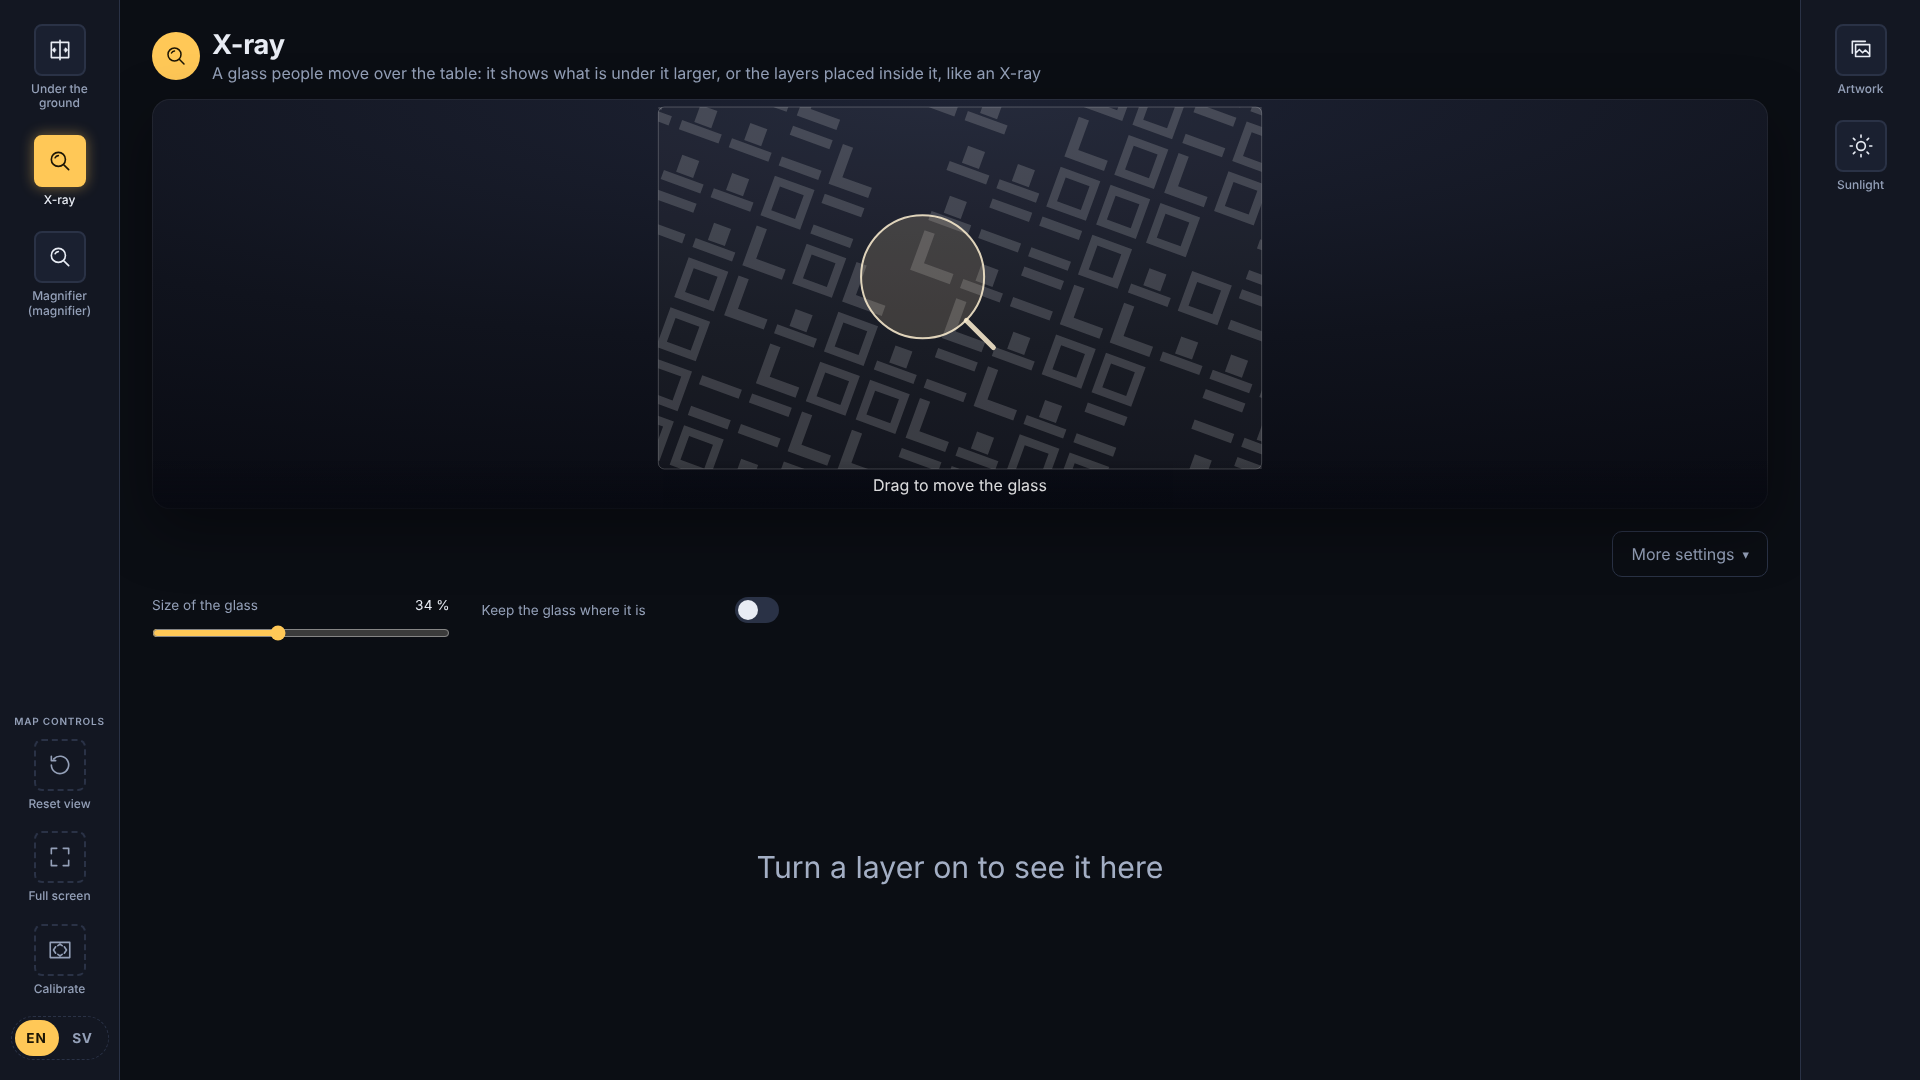 Under the
ground
X-ray
Magnifier
(magnifier)
MAP CONTROLS
Reset view
Full screen
Calibrate
EN SV
X-ray
A glass people move over the table: it shows what is under it larger, or the layers placed inside it, like an X-ray
Drag to move the glass
More settings ▾
Size of the glass 34 %
Keep the glass where it is
Turn a layer on to see it here
Artwork
Sunlight